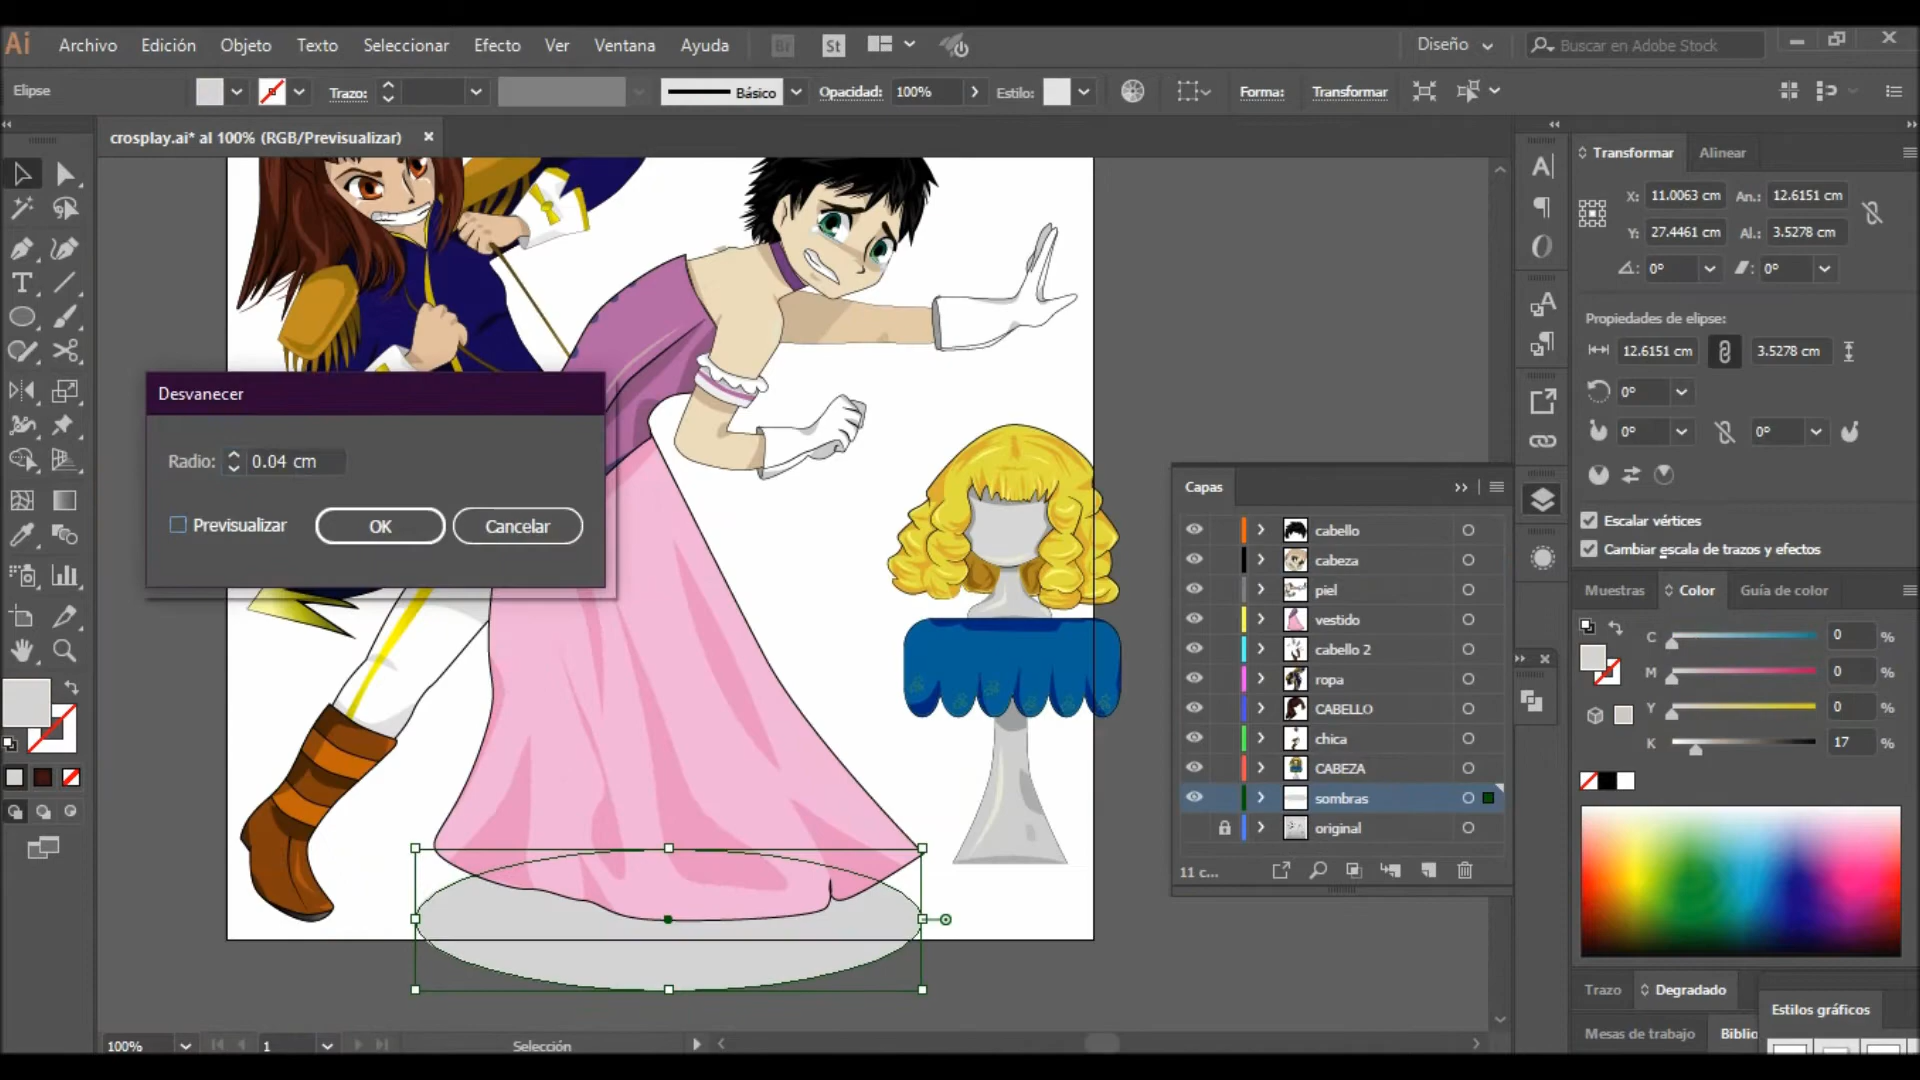 Ai Archivo Edición Objeto Texto Seleccionar Efecto Ver Ventana Ayuda Br St Diseño Buscar en Adobe Stock
Elipse Trazo: Básico Opacidad: 100% Estilo: Forma: Transformar
crosplay.ai* al 100% (RGB/Previsualizar)
Transformar Alinear
X: 11.0063 cm An.: 12.6151 cm
Y: 27.4461 cm Al.: 3.5278 cm
0° 0°
Propiedades de elipse:
12.6151 cm 3.5278 cm
0°
0° 0°
Escalar vértices
Cambiar escala de trazos y efectos
Desvanecer
Radio: 0.04 cm
Previsualizar OK Cancelar
Capas
cabello
cabeza
piel
vestido
cabello 2
ropa
CABELLO
chica
CABEZA
sombras
original
11 c...
Muestras Color Guía de color
C 0 %
M 0 %
Y 0 %
K 17 %
Trazo Degradado
Estilos gráficos
Mesas de trabajo Biblio
100% 1 Selección